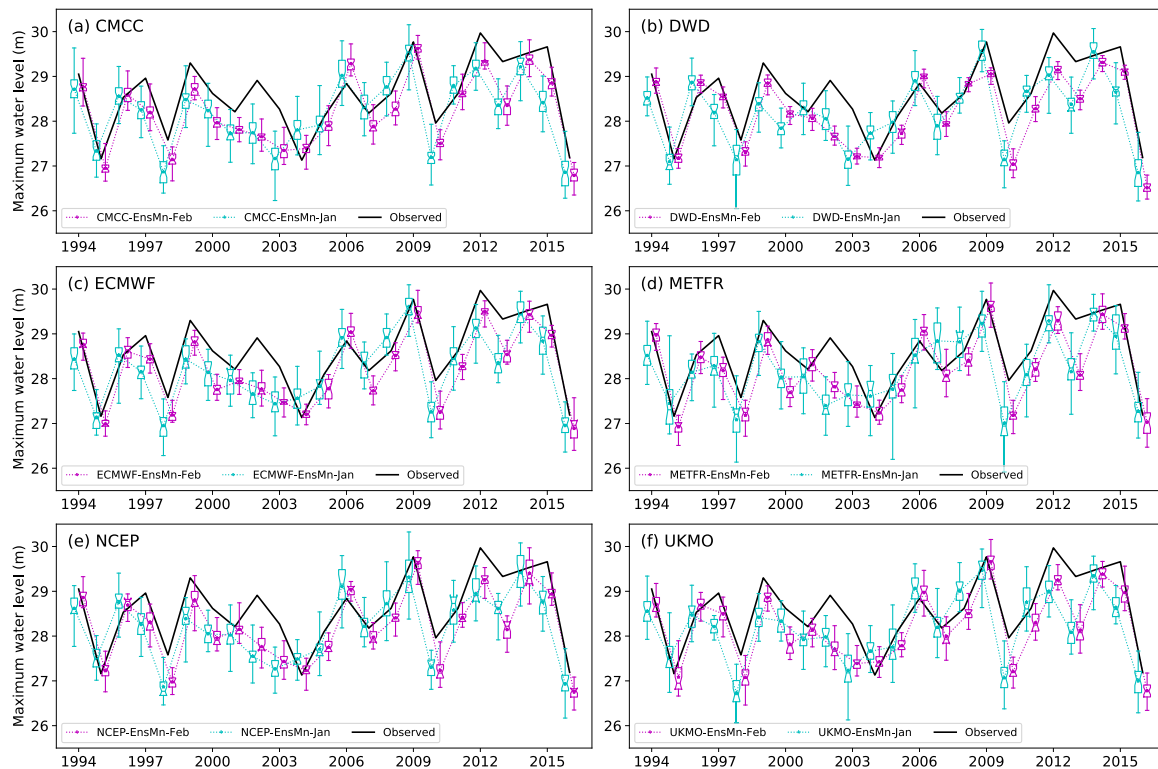 (a) CMCC
Maximum water level (m)
30
29
28
27
26
CMCC-EnsMn-Feb CMCC-EnsMn-Jan Observed
1994 1997 2000 2003 2006 2009 2012 2015
(b) DWD
30
29
28
27
26
DWD-EnsMn-Feb DWD-EnsMn-Jan Observed
1994 1997 2000 2003 2006 2009 2012 2015
(c) ECMWF
Maximum water level (m)
30
29
28
27
26
ECMWF-EnsMn-Feb ECMWF-EnsMn-Jan Observed
1994 1997 2000 2003 2006 2009 2012 2015
(d) METFR
30
29
28
27
26
METFR-EnsMn-Feb METFR-EnsMn-Jan Observed
1994 1997 2000 2003 2006 2009 2012 2015
(e) NCEP
Maximum water level (m)
30
29
28
27
26
NCEP-EnsMn-Feb NCEP-EnsMn-Jan Observed
1994 1997 2000 2003 2006 2009 2012 2015
(f) UKMO
30
29
28
27
26
UKMO-EnsMn-Feb UKMO-EnsMn-Jan Observed
1994 1997 2000 2003 2006 2009 2012 2015